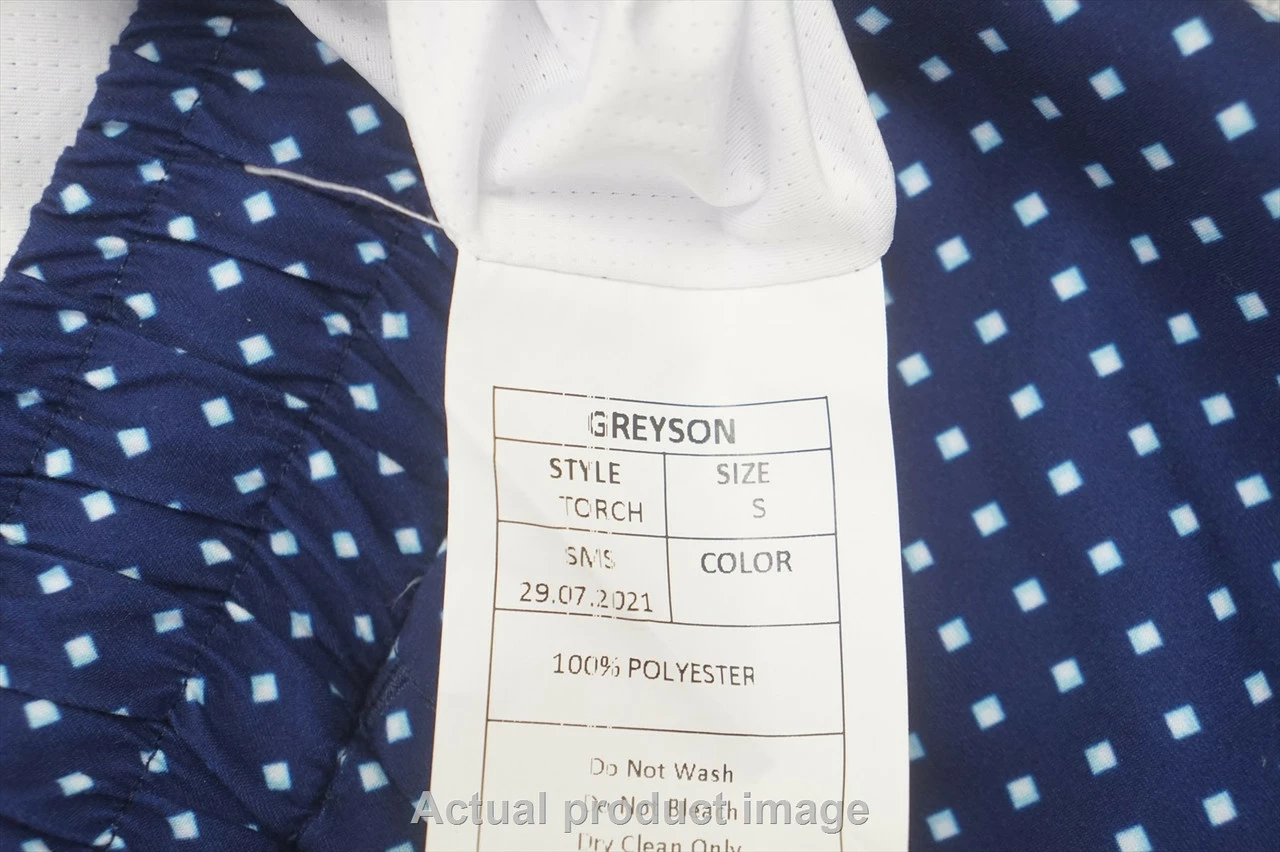 GREYSON
STYLE SIZE
TORCH S
SMS COLOR
29.07.2021
100% POLYESTER
Do Not Wash
Do Not Bleath
Dry Clean Only
Actual product image